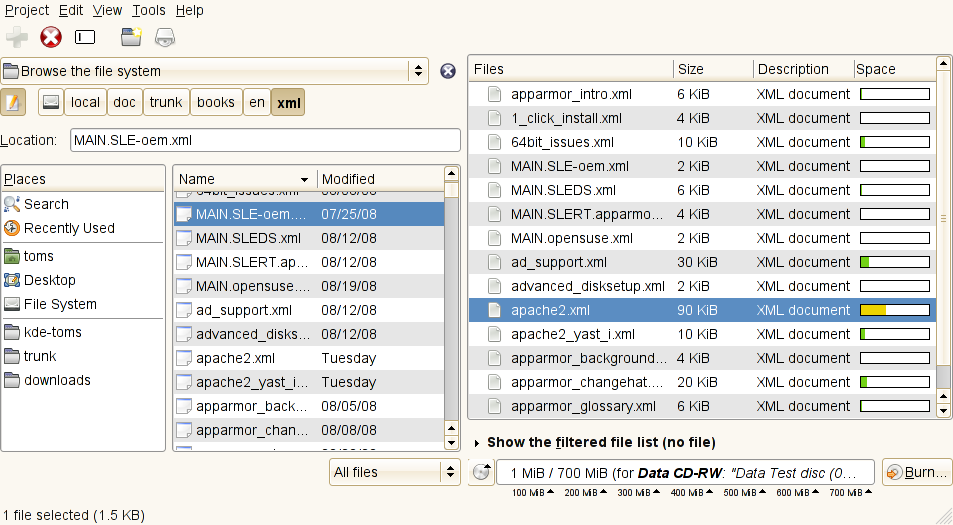 Project Edit View Tools Help
Browse the file system
local doc trunk books en xml
Location: MAIN.SLE-oem.xml
Places
Search
Recently Used
toms
Desktop
File System
kde-toms
trunk
downloads
Name Modified
64bit_issues.xml
MAIN.SLE-oem.... 07/25/08
MAIN.SLEDS.xml 08/12/08
MAIN.SLERT.ap... 08/12/08
MAIN.opensuse.... 08/19/08
ad_support.xml 08/12/08
advanced_disks... 08/12/08
apache2.xml Tuesday
apache2_yast_i... Tuesday
apparmor_back... 08/05/08
apparmor_chan... 08/08/08
All files
Files Size Description Space
apparmor_intro.xml 6 KiB XML document
1_click_install.xml 4 KiB XML document
64bit_issues.xml 10 KiB XML document
MAIN.SLE-oem.xml 2 KiB XML document
MAIN.SLEDS.xml 6 KiB XML document
MAIN.SLERT.apparmo... 4 KiB XML document
MAIN.opensuse.xml 2 KiB XML document
ad_support.xml 30 KiB XML document
advanced_disksetup.xml 2 KiB XML document
apache2.xml 90 KiB XML document
apache2_yast_i.xml 10 KiB XML document
apparmor_background... 4 KiB XML document
apparmor_changehat.... 20 KiB XML document
apparmor_glossary.xml 6 KiB XML document
Show the filtered file list (no file)
1 MiB / 700 MiB (for Data CD-RW: "Data Test disc (0...
Burn...
100 MiB 200 MiB 300 MiB 400 MiB 500 MiB 600 MiB 700 MiB
1 file selected (1.5 KB)